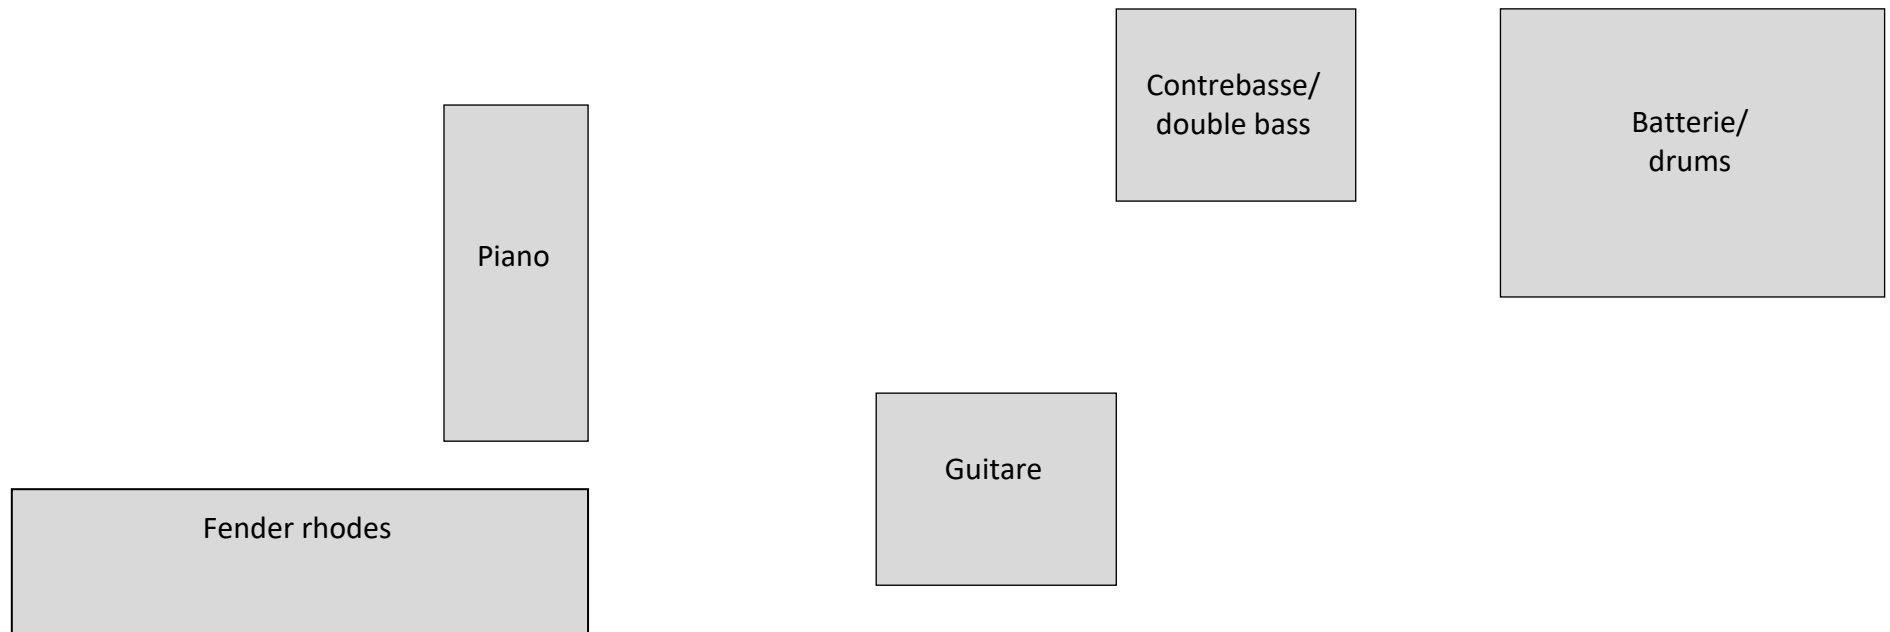 Contrebasse/
double bass
Batterie/
drums
Piano
Guitare
Fender rhodes